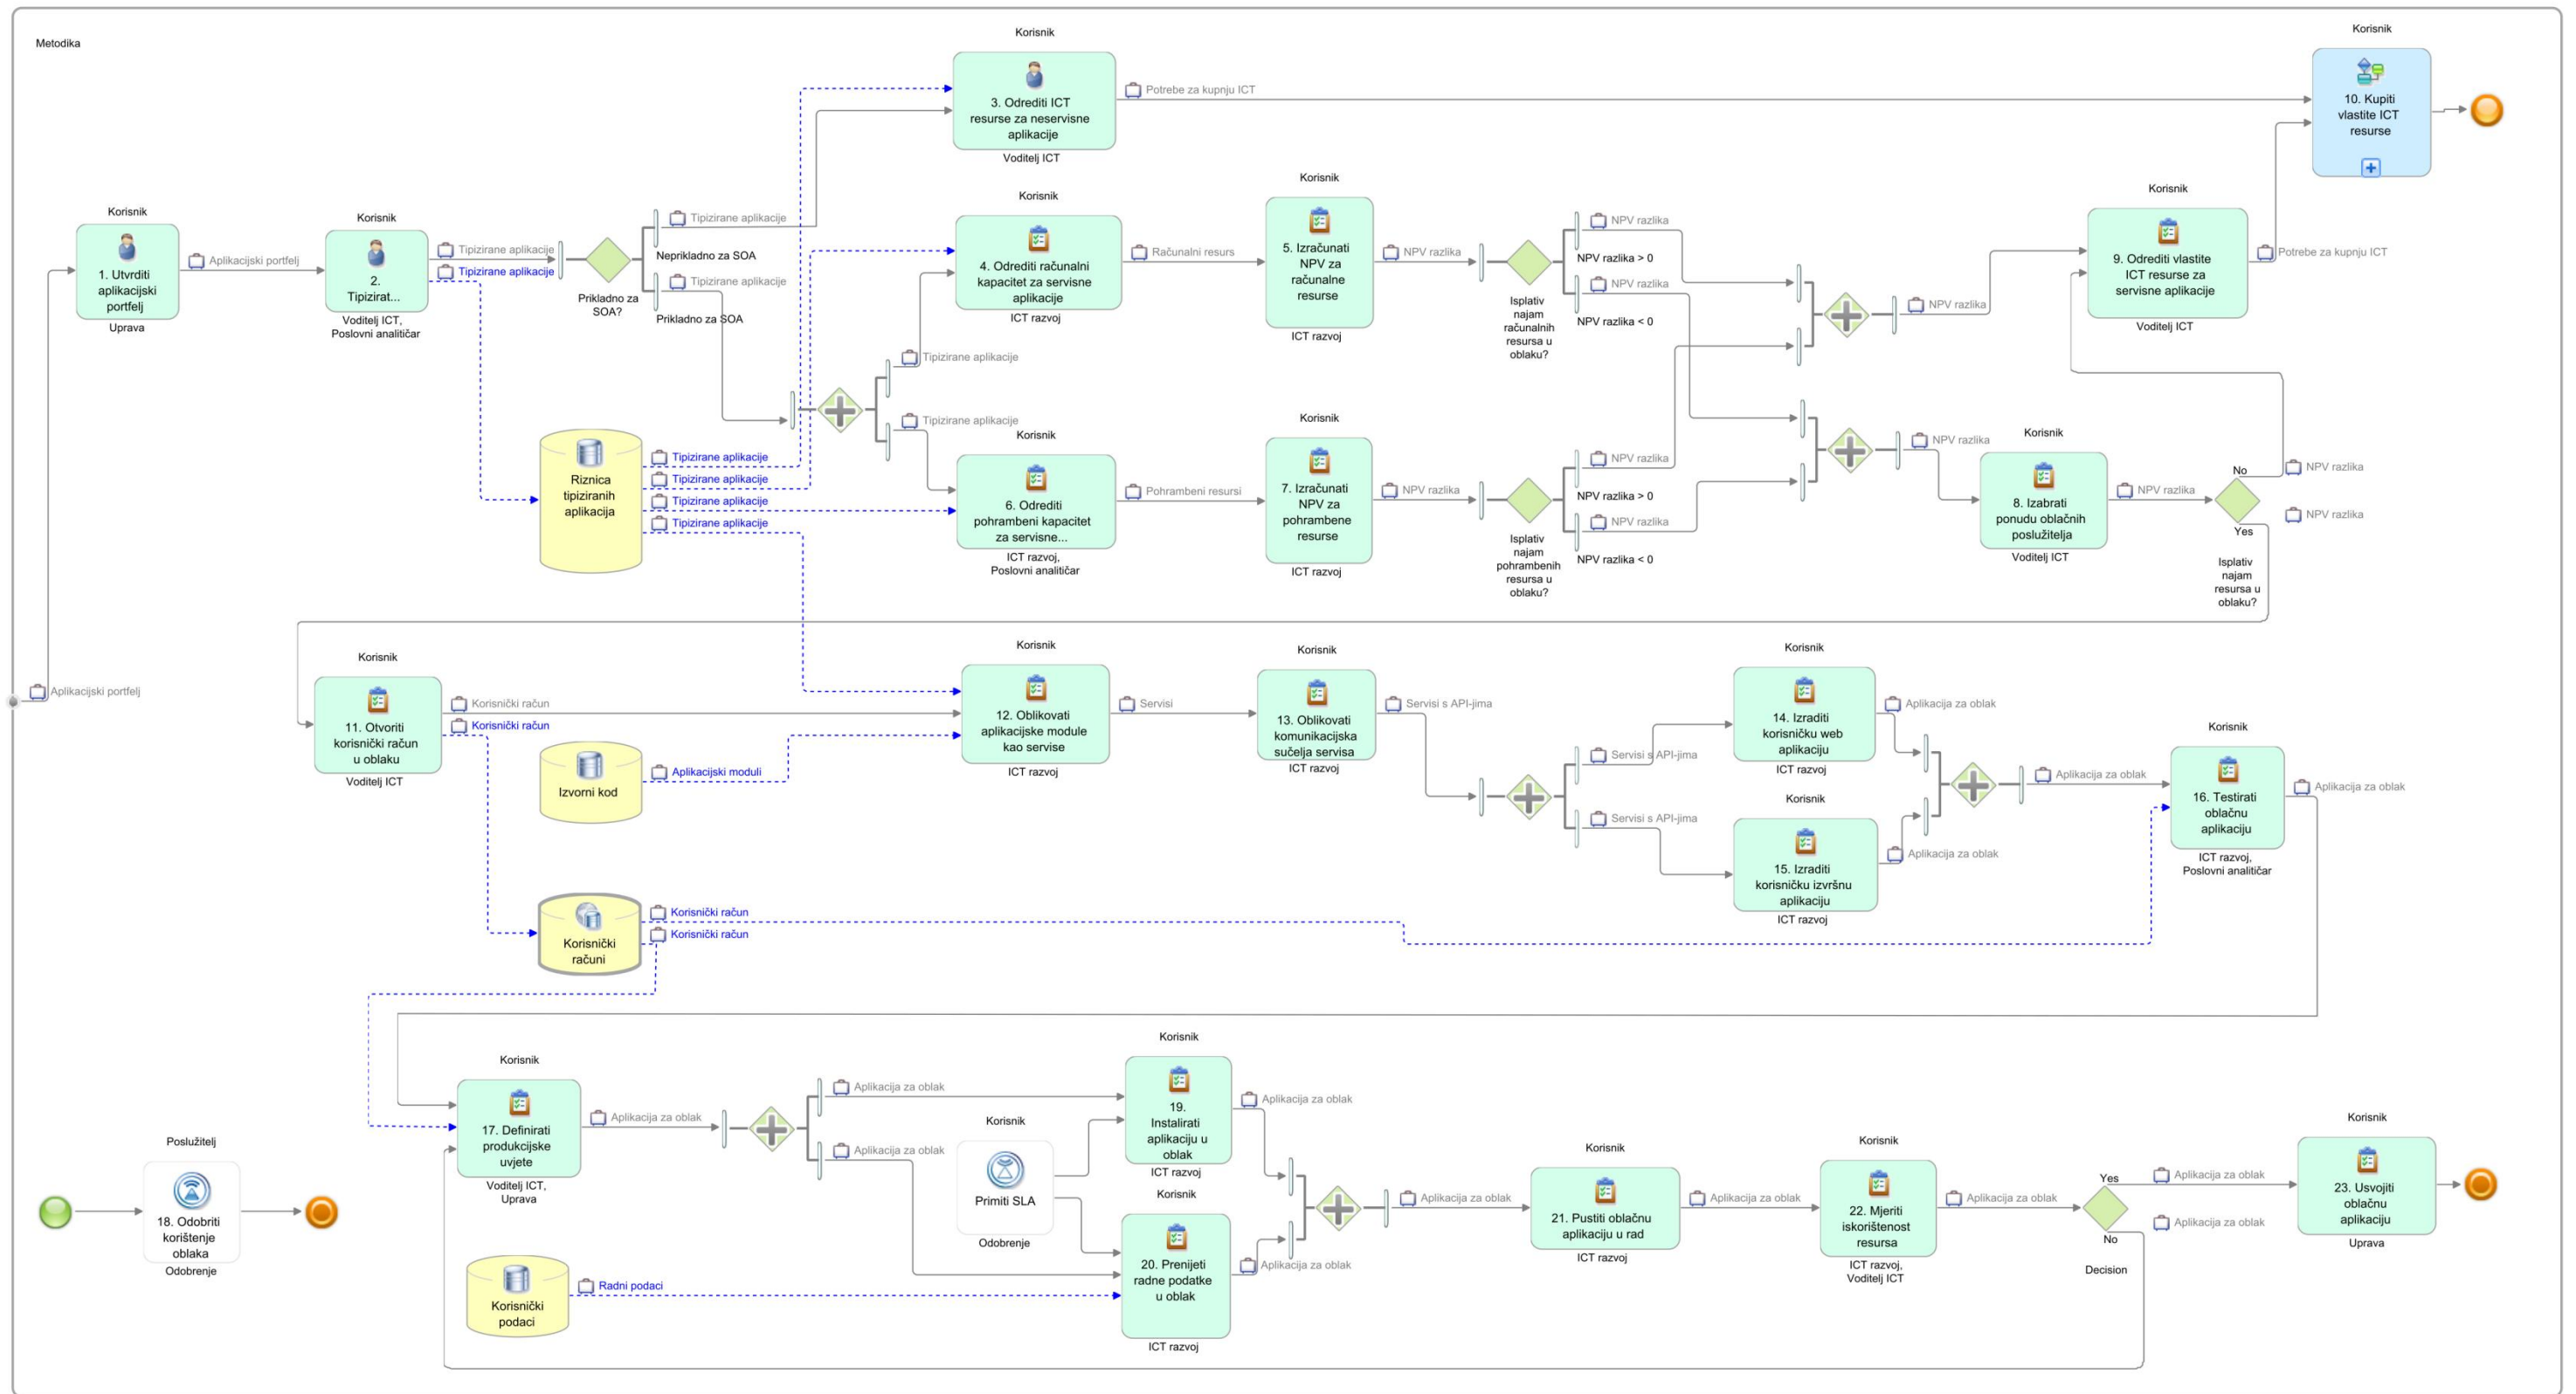 Metodika
Korisnik
3. Odrediti ICT
resurse za neservisne
aplikacije
Voditelj ICT
Potrebe za kupnju ICT
Korisnik
10. Kupiti
vlastite ICT
resurse
Korisnik
1. Utvrditi
aplikacijski
portfelj
Uprava
Aplikacijski portfelj
Korisnik
2.
Tipizirat...
Voditelj ICT,
Poslovni analitičar
Tipizirane aplikacije
Tipizirane aplikacije
Prikladno za
SOA?
Tipizirane aplikacije
Neprikladno za SOA
Tipizirane aplikacije
Prikladno za SOA
Korisnik
4. Odrediti računalni
kapacitet za servisne
aplikacije
ICT razvoj
Računalni resurs
Korisnik
5. Izračunati
NPV za
računalne
resurse
ICT razvoj
NPV razlika
Isplativ
najam
računalnih
resursa u
oblaku?
NPV razlika
NPV razlika > 0
NPV razlika
NPV razlika < 0
NPV razlika
Korisnik
9. Odrediti vlastite
ICT resurse za
servisne aplikacije
Voditelj ICT
Potrebe za kupnju ICT
Tipizirane aplikacije
Tipizirane aplikacije
Riznica
tipiziranih
aplikacija
Tipizirane aplikacije
Tipizirane aplikacije
Tipizirane aplikacije
Tipizirane aplikacije
Korisnik
6. Odrediti
pohrambeni kapacitet
za servisne...
ICT razvoj,
Poslovni analitičar
Pohrambeni resursi
Korisnik
7. Izračunati
NPV za
pohrambene
resurse
ICT razvoj
NPV razlika
Isplativ
najam
pohrambenih
resursa u
oblaku?
NPV razlika
NPV razlika > 0
NPV razlika
NPV razlika < 0
NPV razlika
Korisnik
8. Izabrati
ponudu oblačnih
poslužitelja
Voditelj ICT
NPV razlika
No
NPV razlika
NPV razlika
Yes
Isplativ
najam
resursa u
oblaku?
Aplikacijski portfelj
Korisnik
11. Otvoriti
korisnički račun
u oblaku
Voditelj ICT
Korisnički račun
Korisnički račun
Izvorni kod
Aplikacijski moduli
Korisnik
12. Oblikovati
aplikacijske module
kao servise
ICT razvoj
Servisi
Korisnik
13. Oblikovati
komunikacijska
sučelja servisa
ICT razvoj
Servisi s API-jima
Servisi s API-jima
Servisi s API-jima
Korisnik
14. Izraditi
korisničku web
aplikaciju
ICT razvoj
Aplikacija za oblak
Korisnik
15. Izraditi
korisničku izvršnu
aplikaciju
ICT razvoj
Aplikacija za oblak
Aplikacija za oblak
Korisnik
16. Testirati
oblačnu
aplikaciju
ICT razvoj,
Poslovni analitičar
Aplikacija za oblak
Korisnički
računi
Korisnički račun
Korisnički račun
Poslužitelj
18. Odobriti
korištenje
oblaka
Odobrenje
Korisnik
17. Definirati
produkcijske
uvjete
Voditelj ICT,
Uprava
Aplikacija za oblak
Aplikacija za oblak
Aplikacija za oblak
Korisnički
podaci
Radni podaci
Korisnik
Primiti SLA
Odobrenje
Korisnik
19.
Instalirati
aplikaciju u
oblak
ICT razvoj
Aplikacija za oblak
Korisnik
20. Prenijeti
radne podatke
u oblak
ICT razvoj
Aplikacija za oblak
Aplikacija za oblak
Korisnik
21. Pustiti oblačnu
aplikaciju u rad
ICT razvoj
Aplikacija za oblak
Korisnik
22. Mjeriti
iskorištenost
resursa
ICT razvoj,
Voditelj ICT
Aplikacija za oblak
Yes
Aplikacija za oblak
Aplikacija za oblak
No
Decision
Korisnik
23. Usvojiti
oblačnu
aplikaciju
Uprava